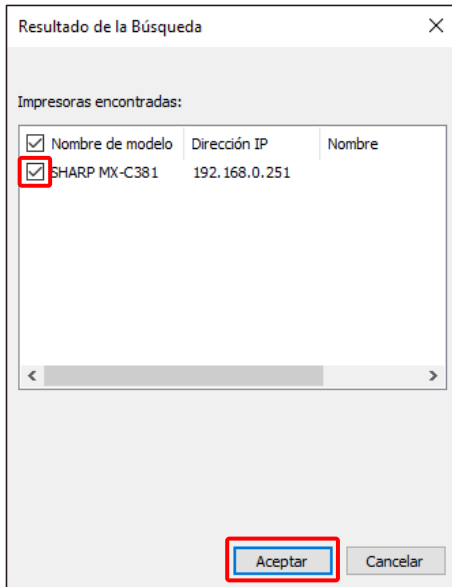 Resultado de la Búsqueda
Impresoras encontradas:
Nombre de modelo Dirección IP Nombre
SHARP MX-C381 192.168.0.251
Aceptar Cancelar